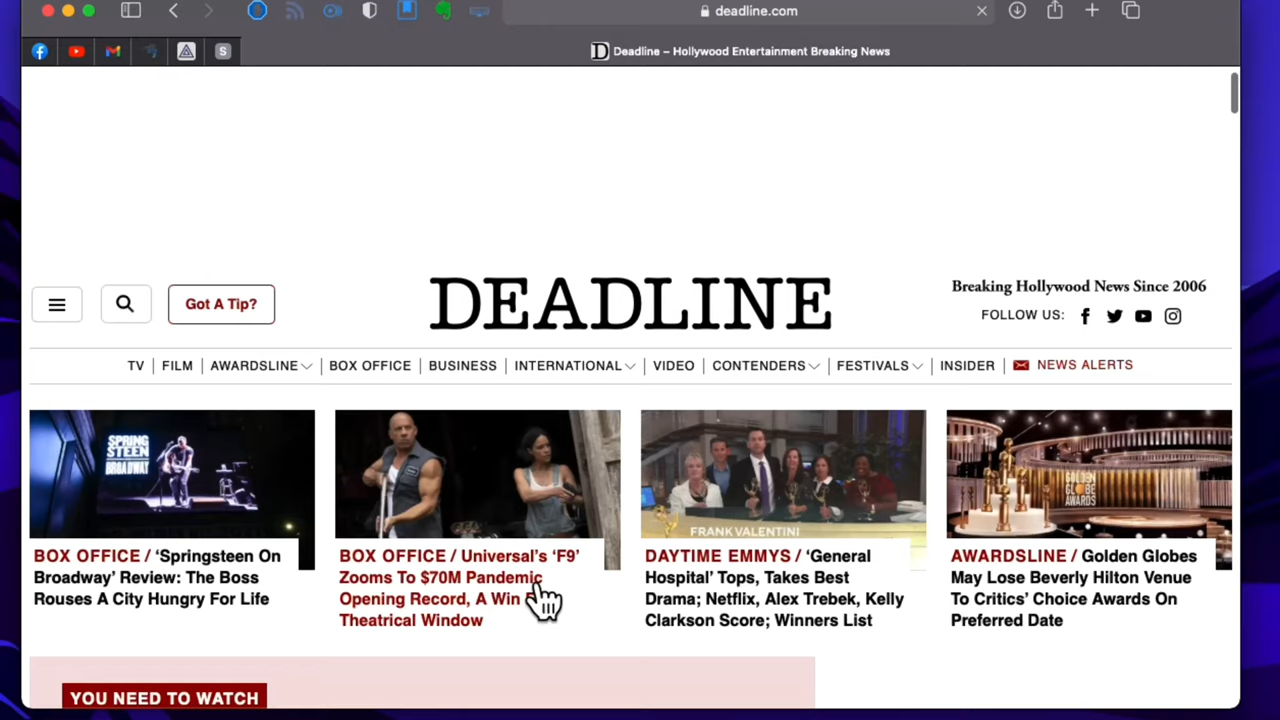 deadline.com
S
D Deadline – Hollywood Entertainment Breaking News
Got A Tip?
DEADLINE
Breaking Hollywood News Since 2006
FOLLOW US:
TV | FILM | AWARDSLINE | BOX OFFICE | BUSINESS | INTERNATIONAL | VIDEO | CONTENDERS | FESTIVALS | INSIDER | NEWS ALERTS
SPRING
STEEN
BROADWAY
BOX OFFICE / ‘Springsteen On
Broadway’ Review: The Boss
Rouses A City Hungry For Life
BOX OFFICE / Universal’s ‘F9’
Zooms To $70M Pandemic
Opening Record, A Win
Theatrical Window
FRANK VALENTINI
DAYTIME EMMYS / ‘General
Hospital’ Tops, Takes Best
Drama; Netflix, Alex Trebek, Kelly
Clarkson Score; Winners List
GOLDEN
GLOBE
AWARDS
AWARDSLINE / Golden Globes
May Lose Beverly Hilton Venue
To Critics’ Choice Awards On
Preferred Date
YOU NEED TO WATCH